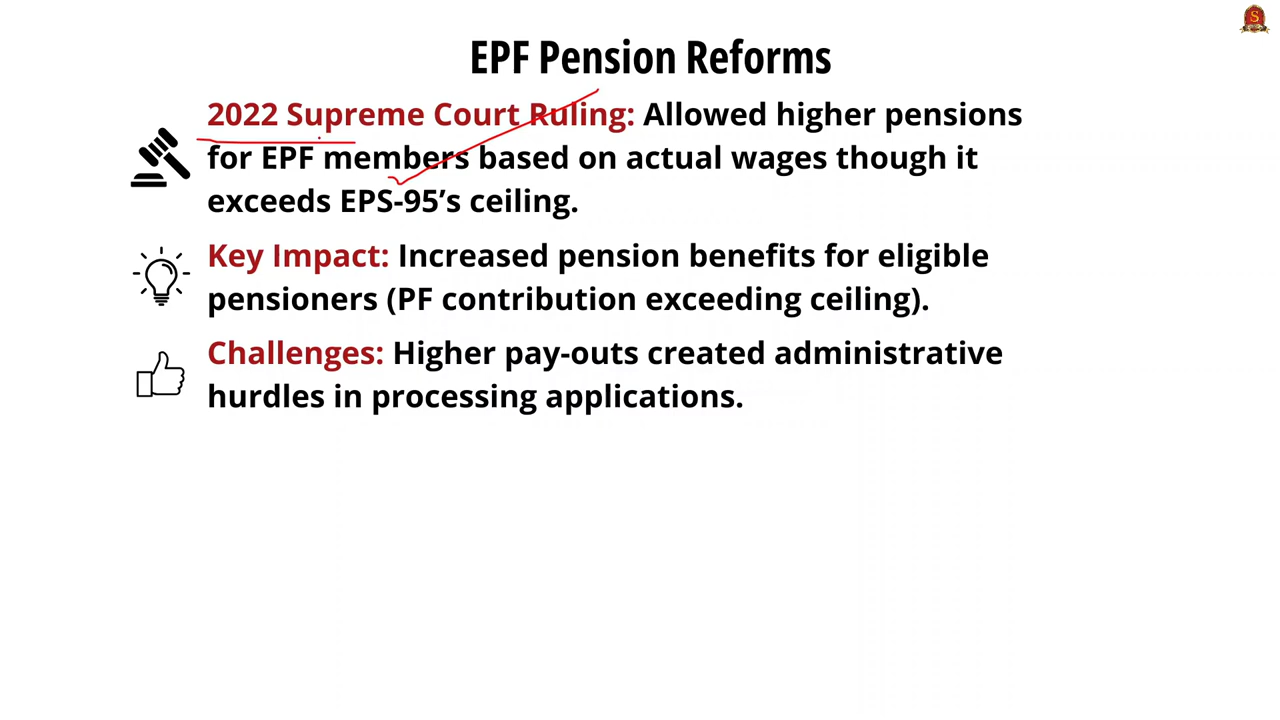 EPF Pension Reforms
2022 Supreme Court Ruling: Allowed higher pensions
for EPF members based on actual wages though it
exceeds EPS-95’s ceiling.
Key Impact: Increased pension benefits for eligible
pensioners (PF contribution exceeding ceiling).
Challenges: Higher pay-outs created administrative
hurdles in processing applications.